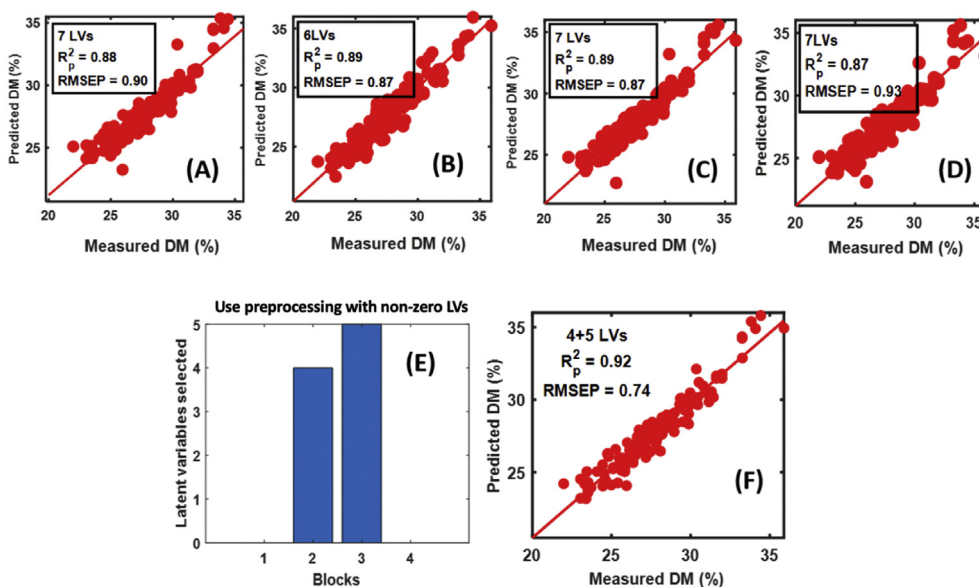 35
30
25
Predicted DM (%)
7 LVs
R²p = 0.88
RMSEP = 0.90
(A)
20 25 30 35
Measured DM (%)
35
30
25
Predicted DM (%)
6LVs
R²p = 0.89
RMSEP = 0.87
(B)
20 25 30 35
Measured DM (%)
35
30
25
Predicted DM (%)
7 LVs
R²p = 0.89
RMSEP = 0.87
(C)
20 25 30 35
Measured DM (%)
35
30
25
Predicted DM (%)
7LVs
R²p = 0.87
RMSEP = 0.93
(D)
20 25 30 35
Measured DM (%)
Use preprocessing with non-zero LVs
5
4
3
2
1
0
Latent variables selected
(E)
1 2 3 4
Blocks
35
30
25
Predicted DM (%)
4+5 LVs
R²p = 0.92
RMSEP = 0.74
(F)
20 25 30 35
Measured DM (%)